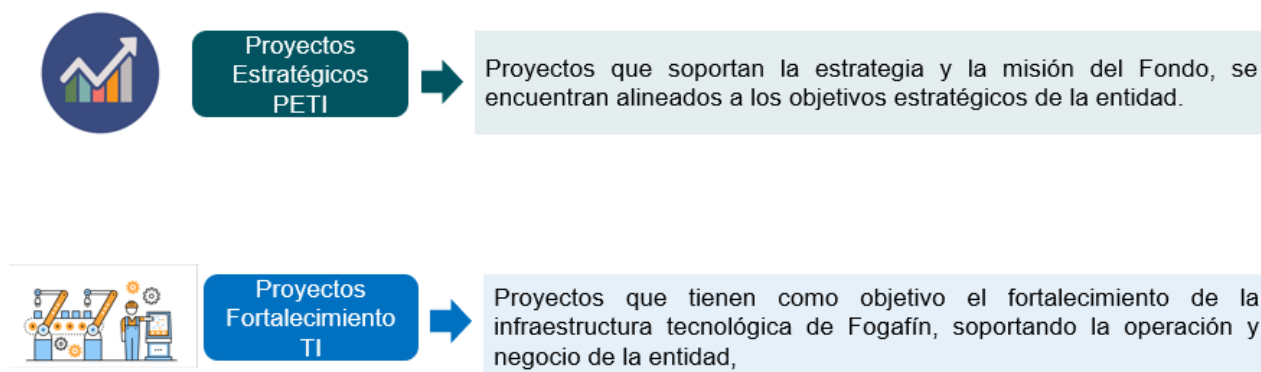 Proyectos
Estratégicos
PETI
Proyectos que soportan la estrategia y la misión del Fondo, se
encuentran alineados a los objetivos estratégicos de la entidad.
Proyectos
Fortalecimiento
TI
Proyectos que tienen como objetivo el fortalecimiento de la
infraestructura tecnológica de Fogafín, soportando la operación y
negocio de la entidad,